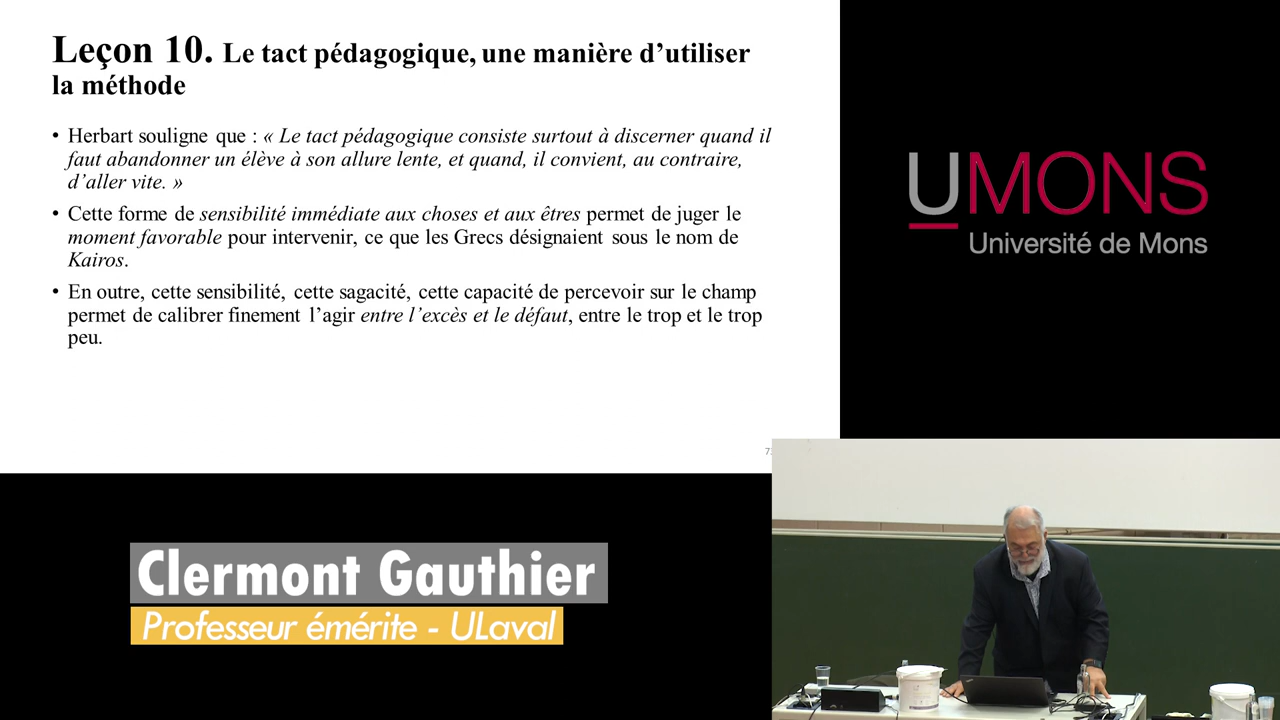 Leçon 10. Le tact pédagogique, une manière d’utiliser
la méthode
• Herbart souligne que : « Le tact pédagogique consiste surtout à discerner quand il
faut abandonner un élève à son allure lente, et quand, il convient, au contraire,
d’aller vite. »
• Cette forme de sensibilité immédiate aux choses et aux êtres permet de juger le
moment favorable pour intervenir, ce que les Grecs désignaient sous le nom de
Kairos.
• En outre, cette sensibilité, cette sagacité, cette capacité de percevoir sur le champ
permet de calibrer finement l’agir entre l’excès et le défaut, entre le trop et le trop
peu.
UMONS
Université de Mons
Clermont Gauthier
Professeur émérite - ULaval